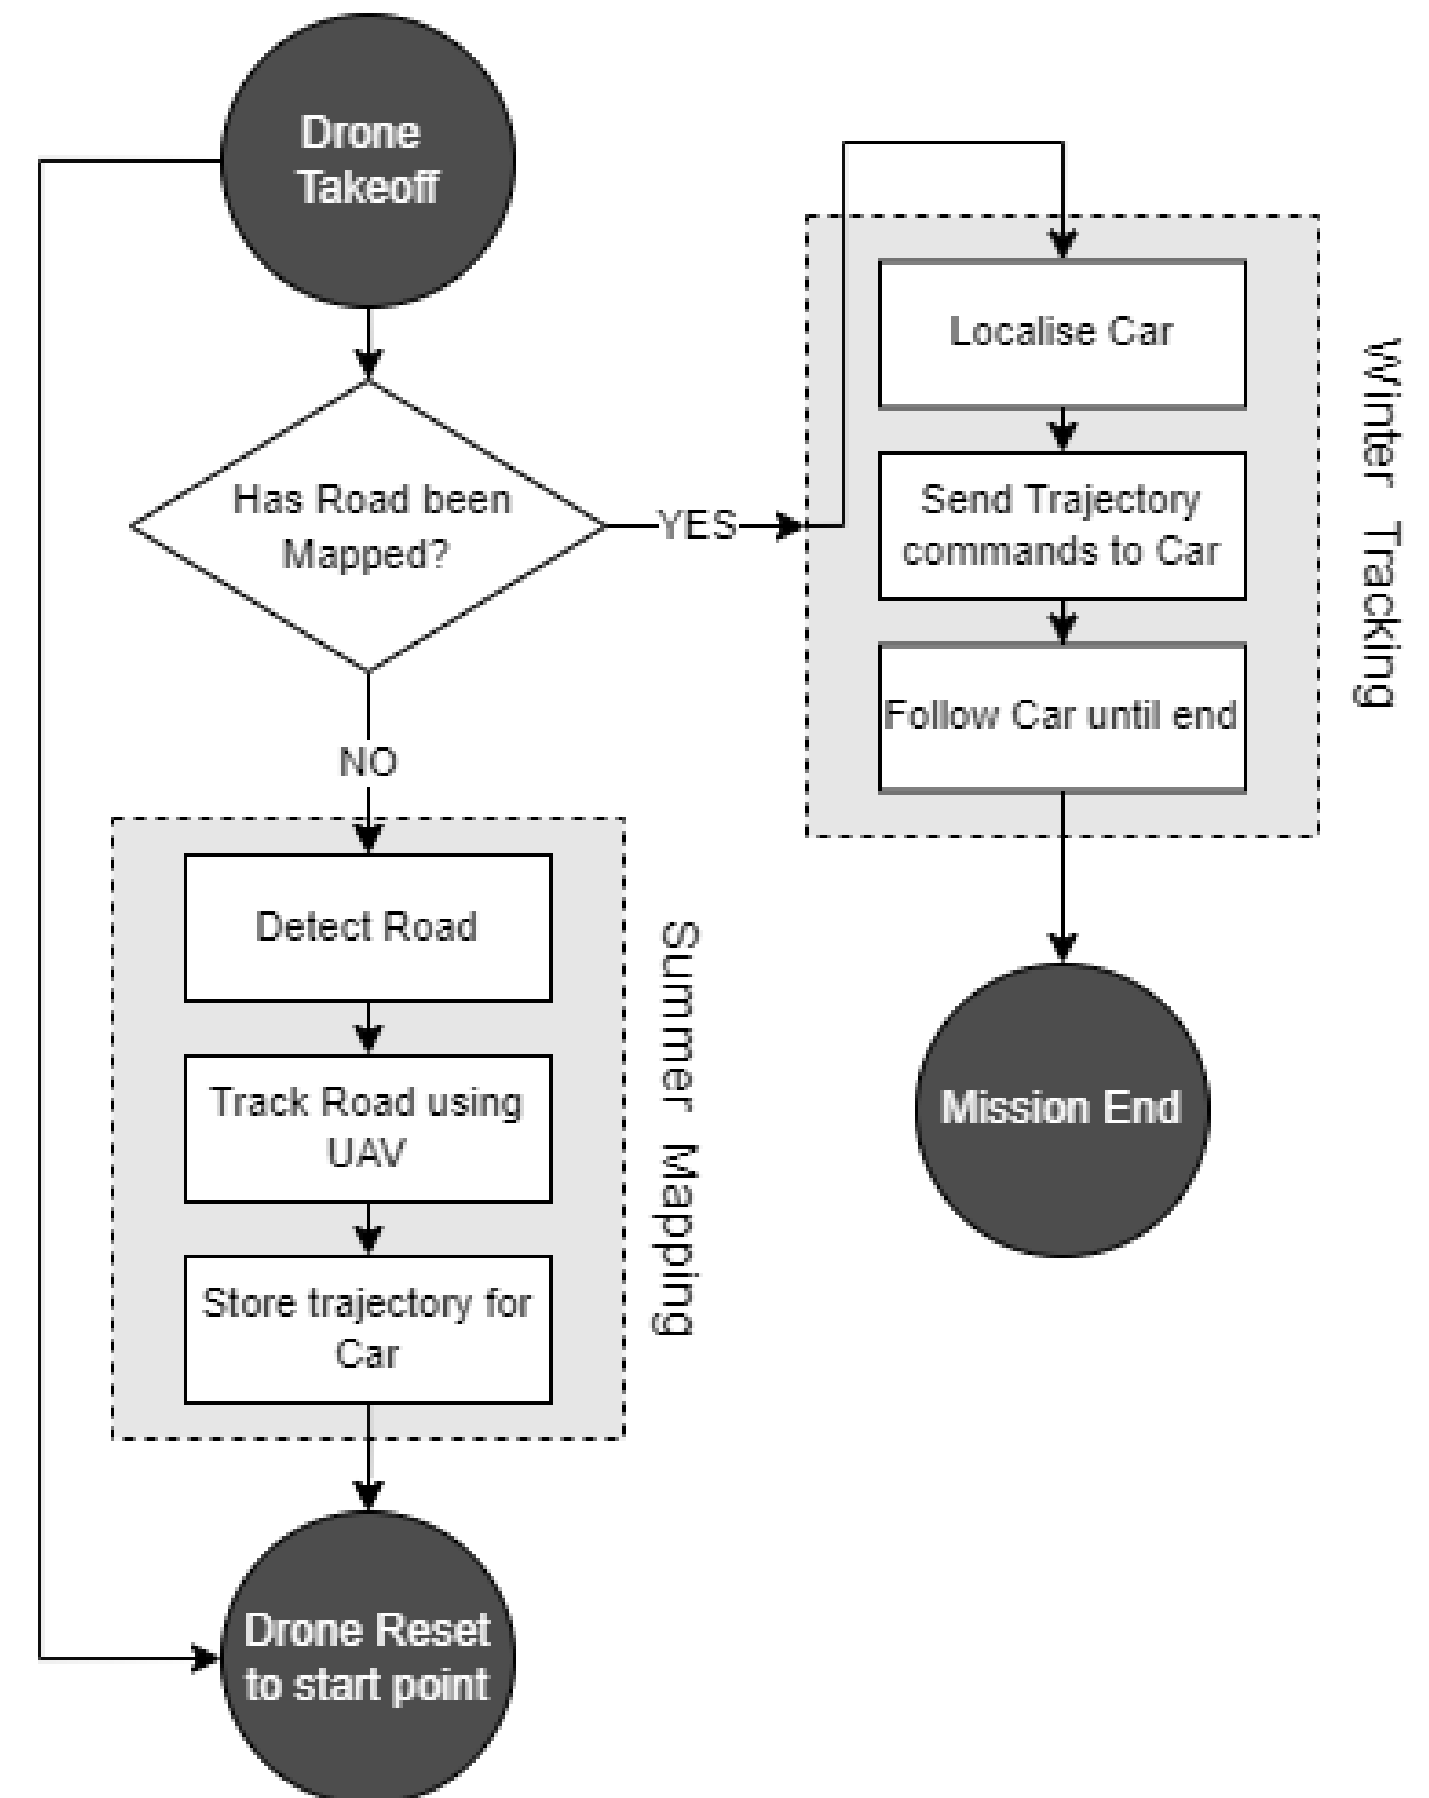 Drone
Takeoff
Has Road been
Mapped?
YES
NO
Localise Car
Send Trajectory
commands to Car
Follow Car until end
Winter Tracking
Mission End
Detect Road
Track Road using
UAV
Store trajectory for
Car
Summer Mapping
Drone Reset
to start point